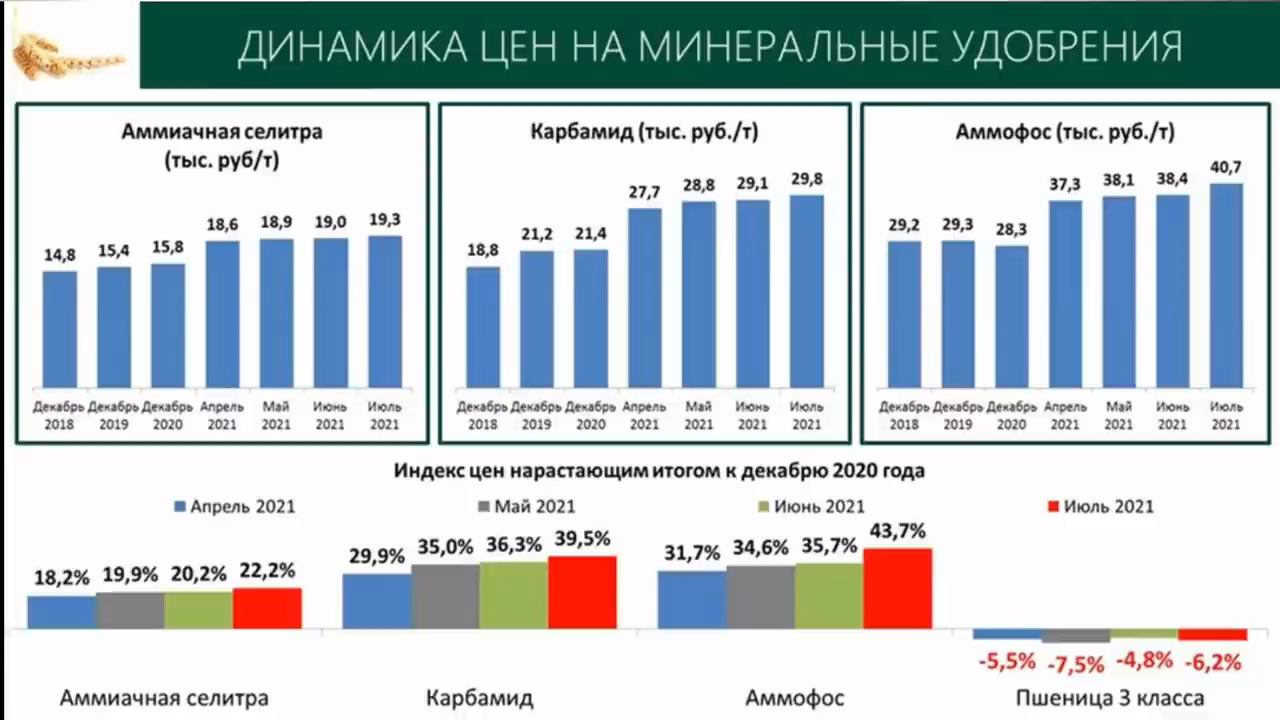 ДИНАМИКА ЦЕН НА МИНЕРАЛЬНЫЕ УДОБРЕНИЯ
Аммиачная селитра
(тыс. руб/т)
14,8 15,4 15,8 18,6 18,9 19,0 19,3
Декабрь Декабрь Декабрь Апрель Май Июнь Июль
2018 2019 2020 2021 2021 2021 2021
Карбамид (тыс. руб./т)
18,8 21,2 21,4 27,7 28,8 29,1 29,8
Декабрь Декабрь Декабрь Апрель Май Июнь Июль
2018 2019 2020 2021 2021 2021 2021
Аммофос (тыс. руб./т)
29,2 29,3 28,3 37,3 38,1 38,4 40,7
Декабрь Декабрь Декабрь Апрель Май Июнь Июль
2018 2019 2020 2021 2021 2021 2021
Индекс цен нарастающим итогом к декабрю 2020 года
Апрель 2021 Май 2021 Июнь 2021 Июль 2021
18,2% 19,9% 20,2% 22,2% 29,9% 35,0% 36,3% 39,5% 31,7% 34,6% 35,7% 43,7%
-5,5% -7,5% -4,8% -6,2%
Аммиачная селитра Карбамид Аммофос Пшеница 3 класса